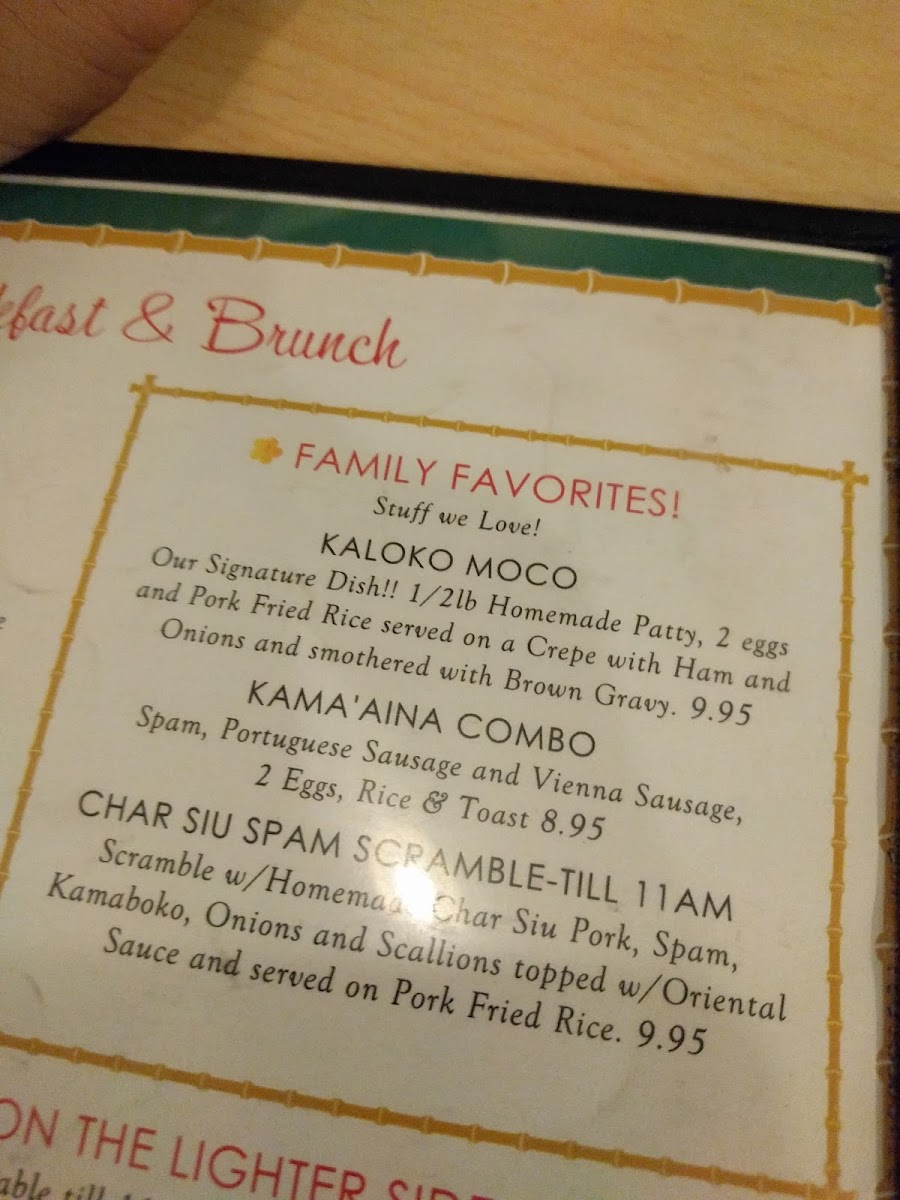 & Brunch
FAMILY FAVORITES!
Stuff we Love!
KALOKO MOCO
Our Signature Dish!! 1/2lb Homemade Patty, 2 eggs
and Pork Fried Rice served on a Crepe with Ham and
Onions and smothered with Brown Gravy. 9.95
KAMA'AINA COMBO
Spam, Portuguese Sausage and Vienna Sausage,
2 Eggs, Rice & Toast 8.95
CHAR SIU SPAM SCRAMBLE-TILL 11AM
Scramble w/Homemade Char Siu Pork, Spam,
Kamaboko, Onions and Scallions topped w/Oriental
Sauce and served on Pork Fried Rice. 9.95
ON THE LIGHTER SIDE
till